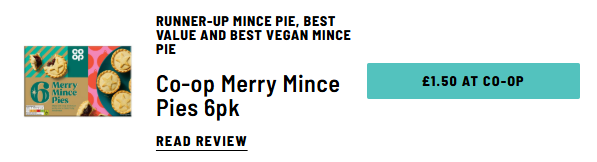 RUNNER-UP MINCE PIE, BEST
VALUE AND BEST VEGAN MINCE
PIE
co
op
6
Merry
Mince
Pies
Co-op Merry Mince
Pies 6pk
READ REVIEW
£1.50 AT CO-OP